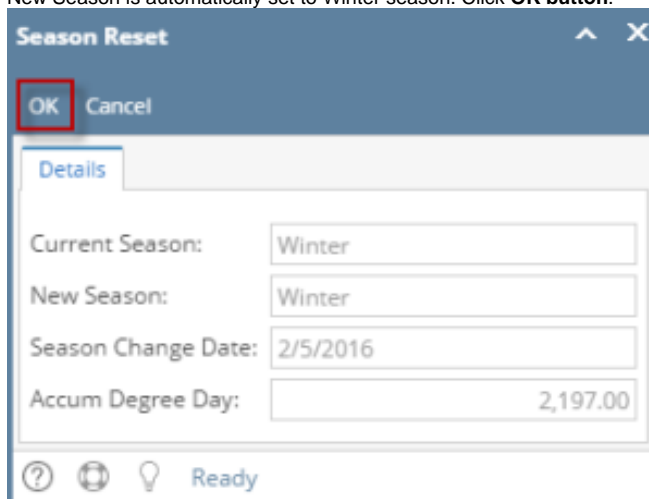 New Season is automatically set to Winter season. Click OK button.
Season Reset
OK Cancel
Details
Current Season: Winter
New Season: Winter
Season Change Date: 2/5/2016
Accum Degree Day: 2,197.00
Ready